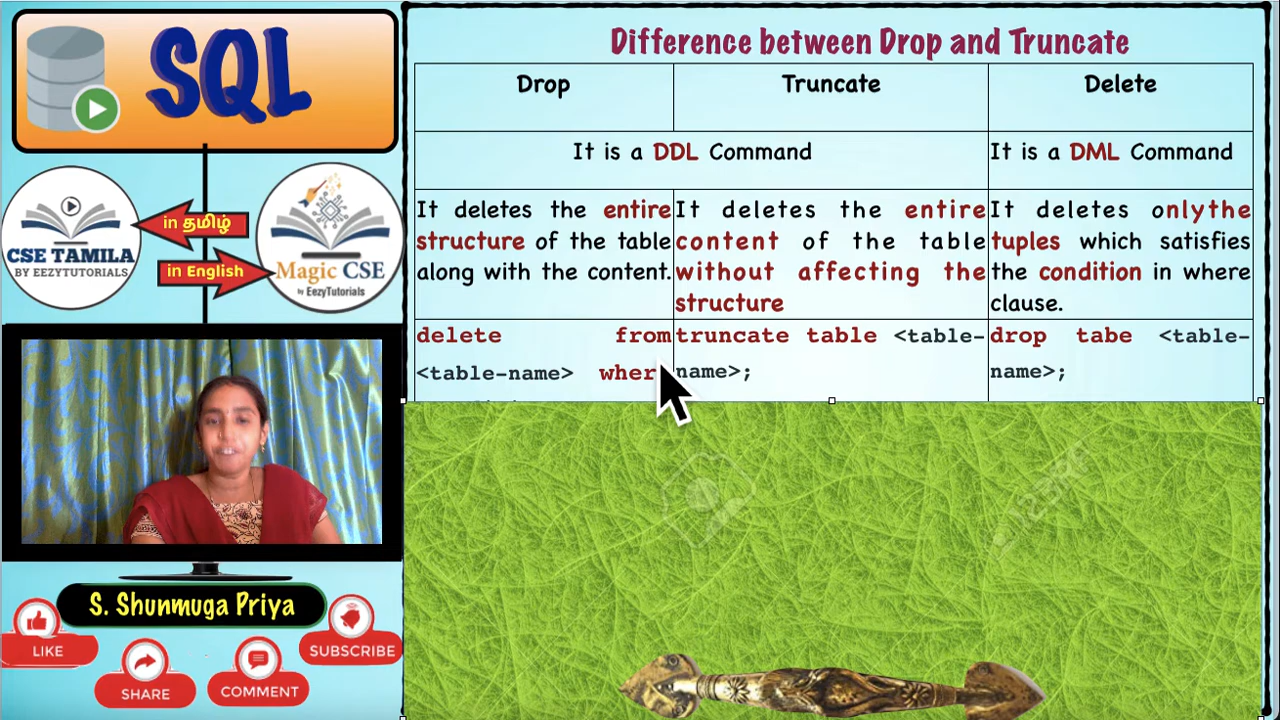 SQL
in தமிழ்
in English
CSE TAMILA
BY EEZYTUTORIALS
Magic CSE
by EezyTutorials
S. Shunmuga Priya
LIKE
SHARE
COMMENT
SUBSCRIBE
Difference between Drop and Truncate
Drop
Truncate
Delete
It is a DDL Command
It is a DML Command
It deletes the entire
structure of the table
along with the content.
It deletes the entire
content of the table
without affecting the
structure
It deletes onlythe
tuples which satisfies
the condition in where
clause.
delete from
<table-name>
truncate table <table-
name>;
drop tabe <table-
name>;
123RF